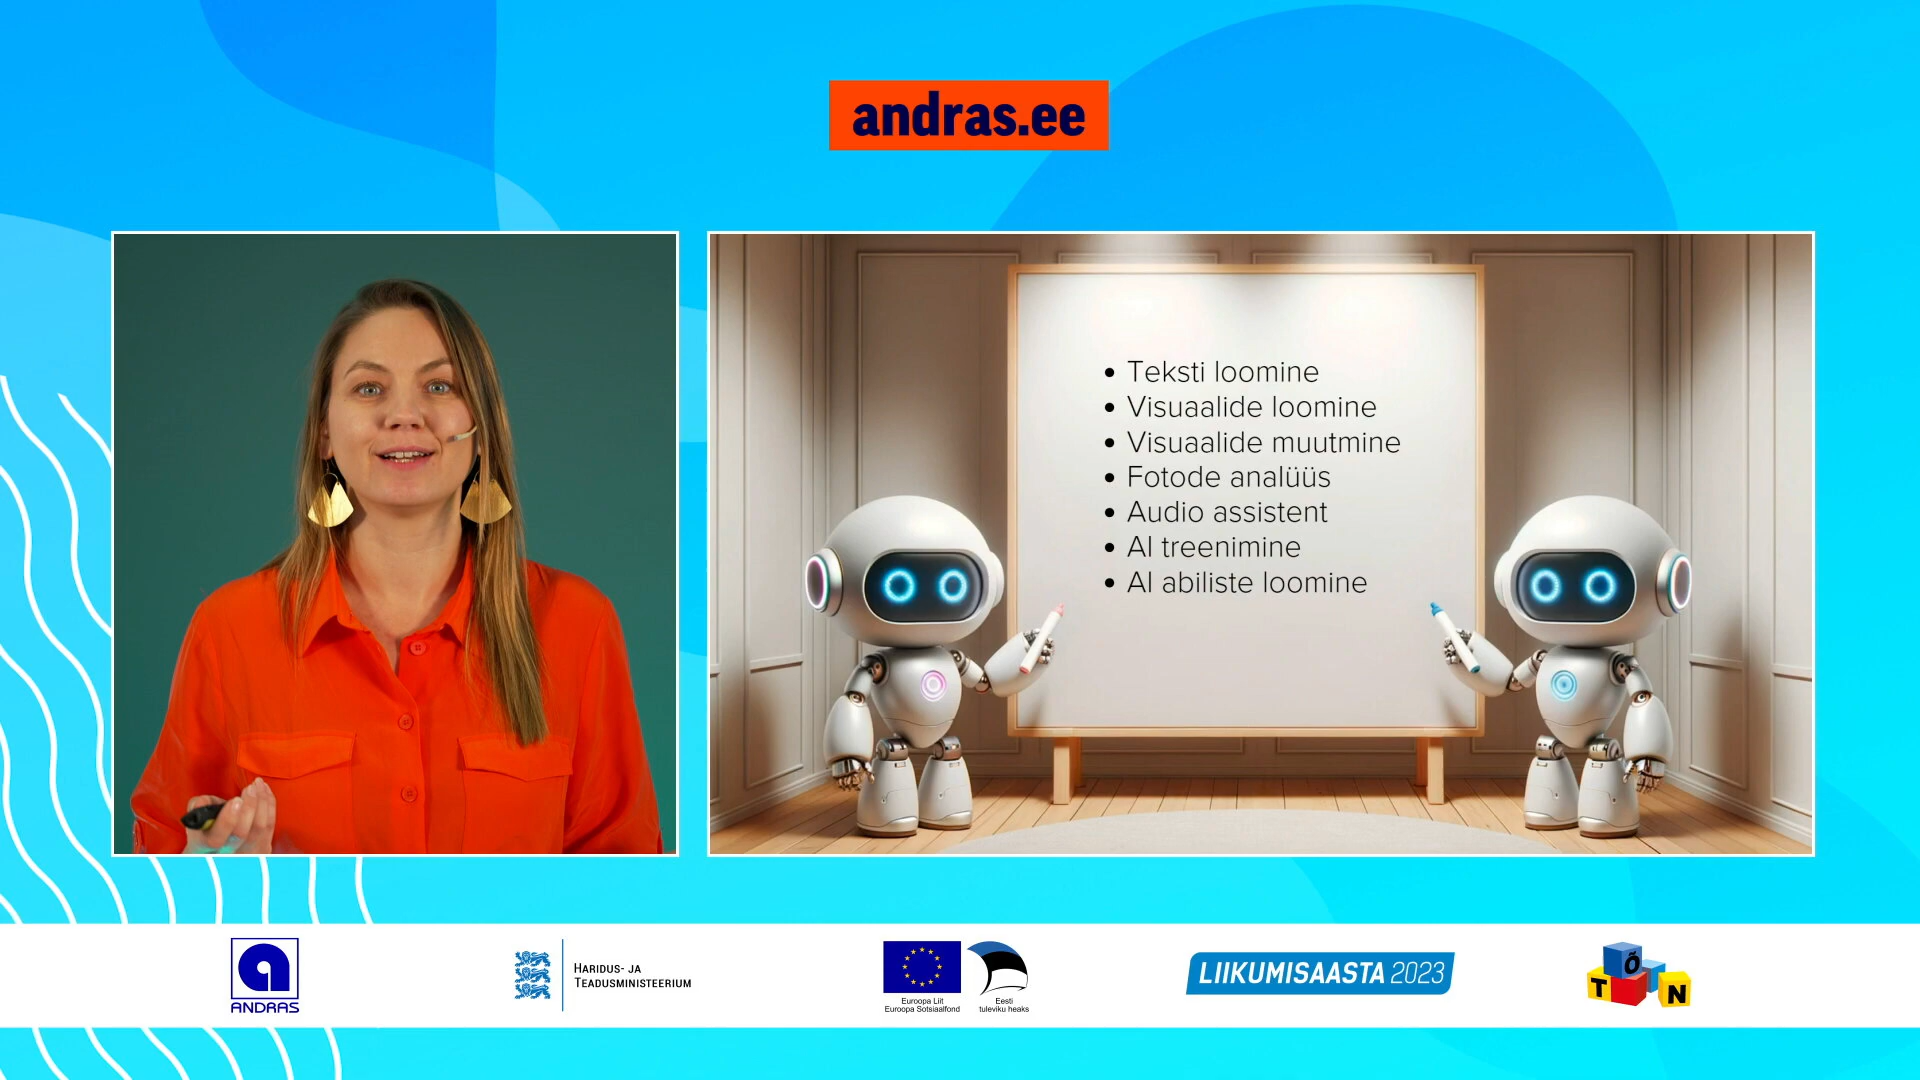 andras.ee
• Teksti loomine
• Visuaalide loomine
• Visuaalide muutmine
• Fotode analüüs
• Audio assistent
• AI treenimine
• AI abiliste loomine
ANDRAS
HARIDUS- JA
TEADUSMINISTEERIUM
Euroopa Liit
Euroopa Sotsiaalfond
Eesti
tuleviku heaks
LIIKUMISAASTA 2023
TÕN